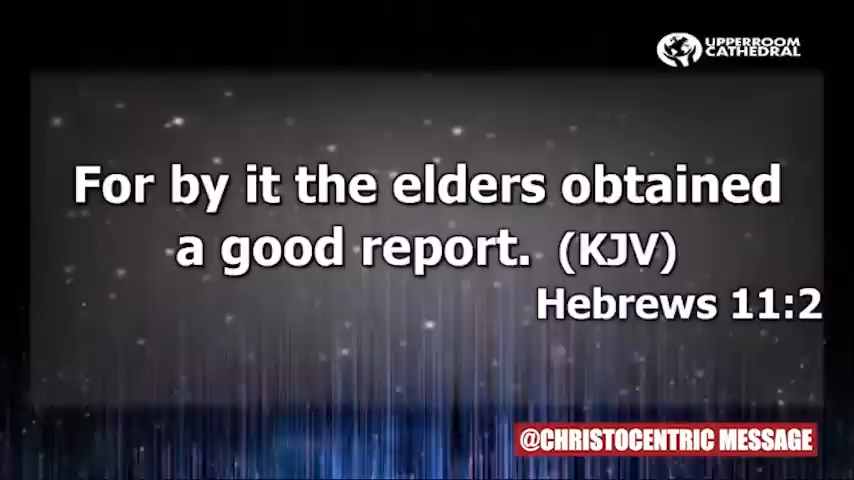 UPPERROOM
CATHEDRAL
For by it the elders obtained
a good report. (KJV)
Hebrews 11:2
@CHRISTOCENTRIC MESSAGE